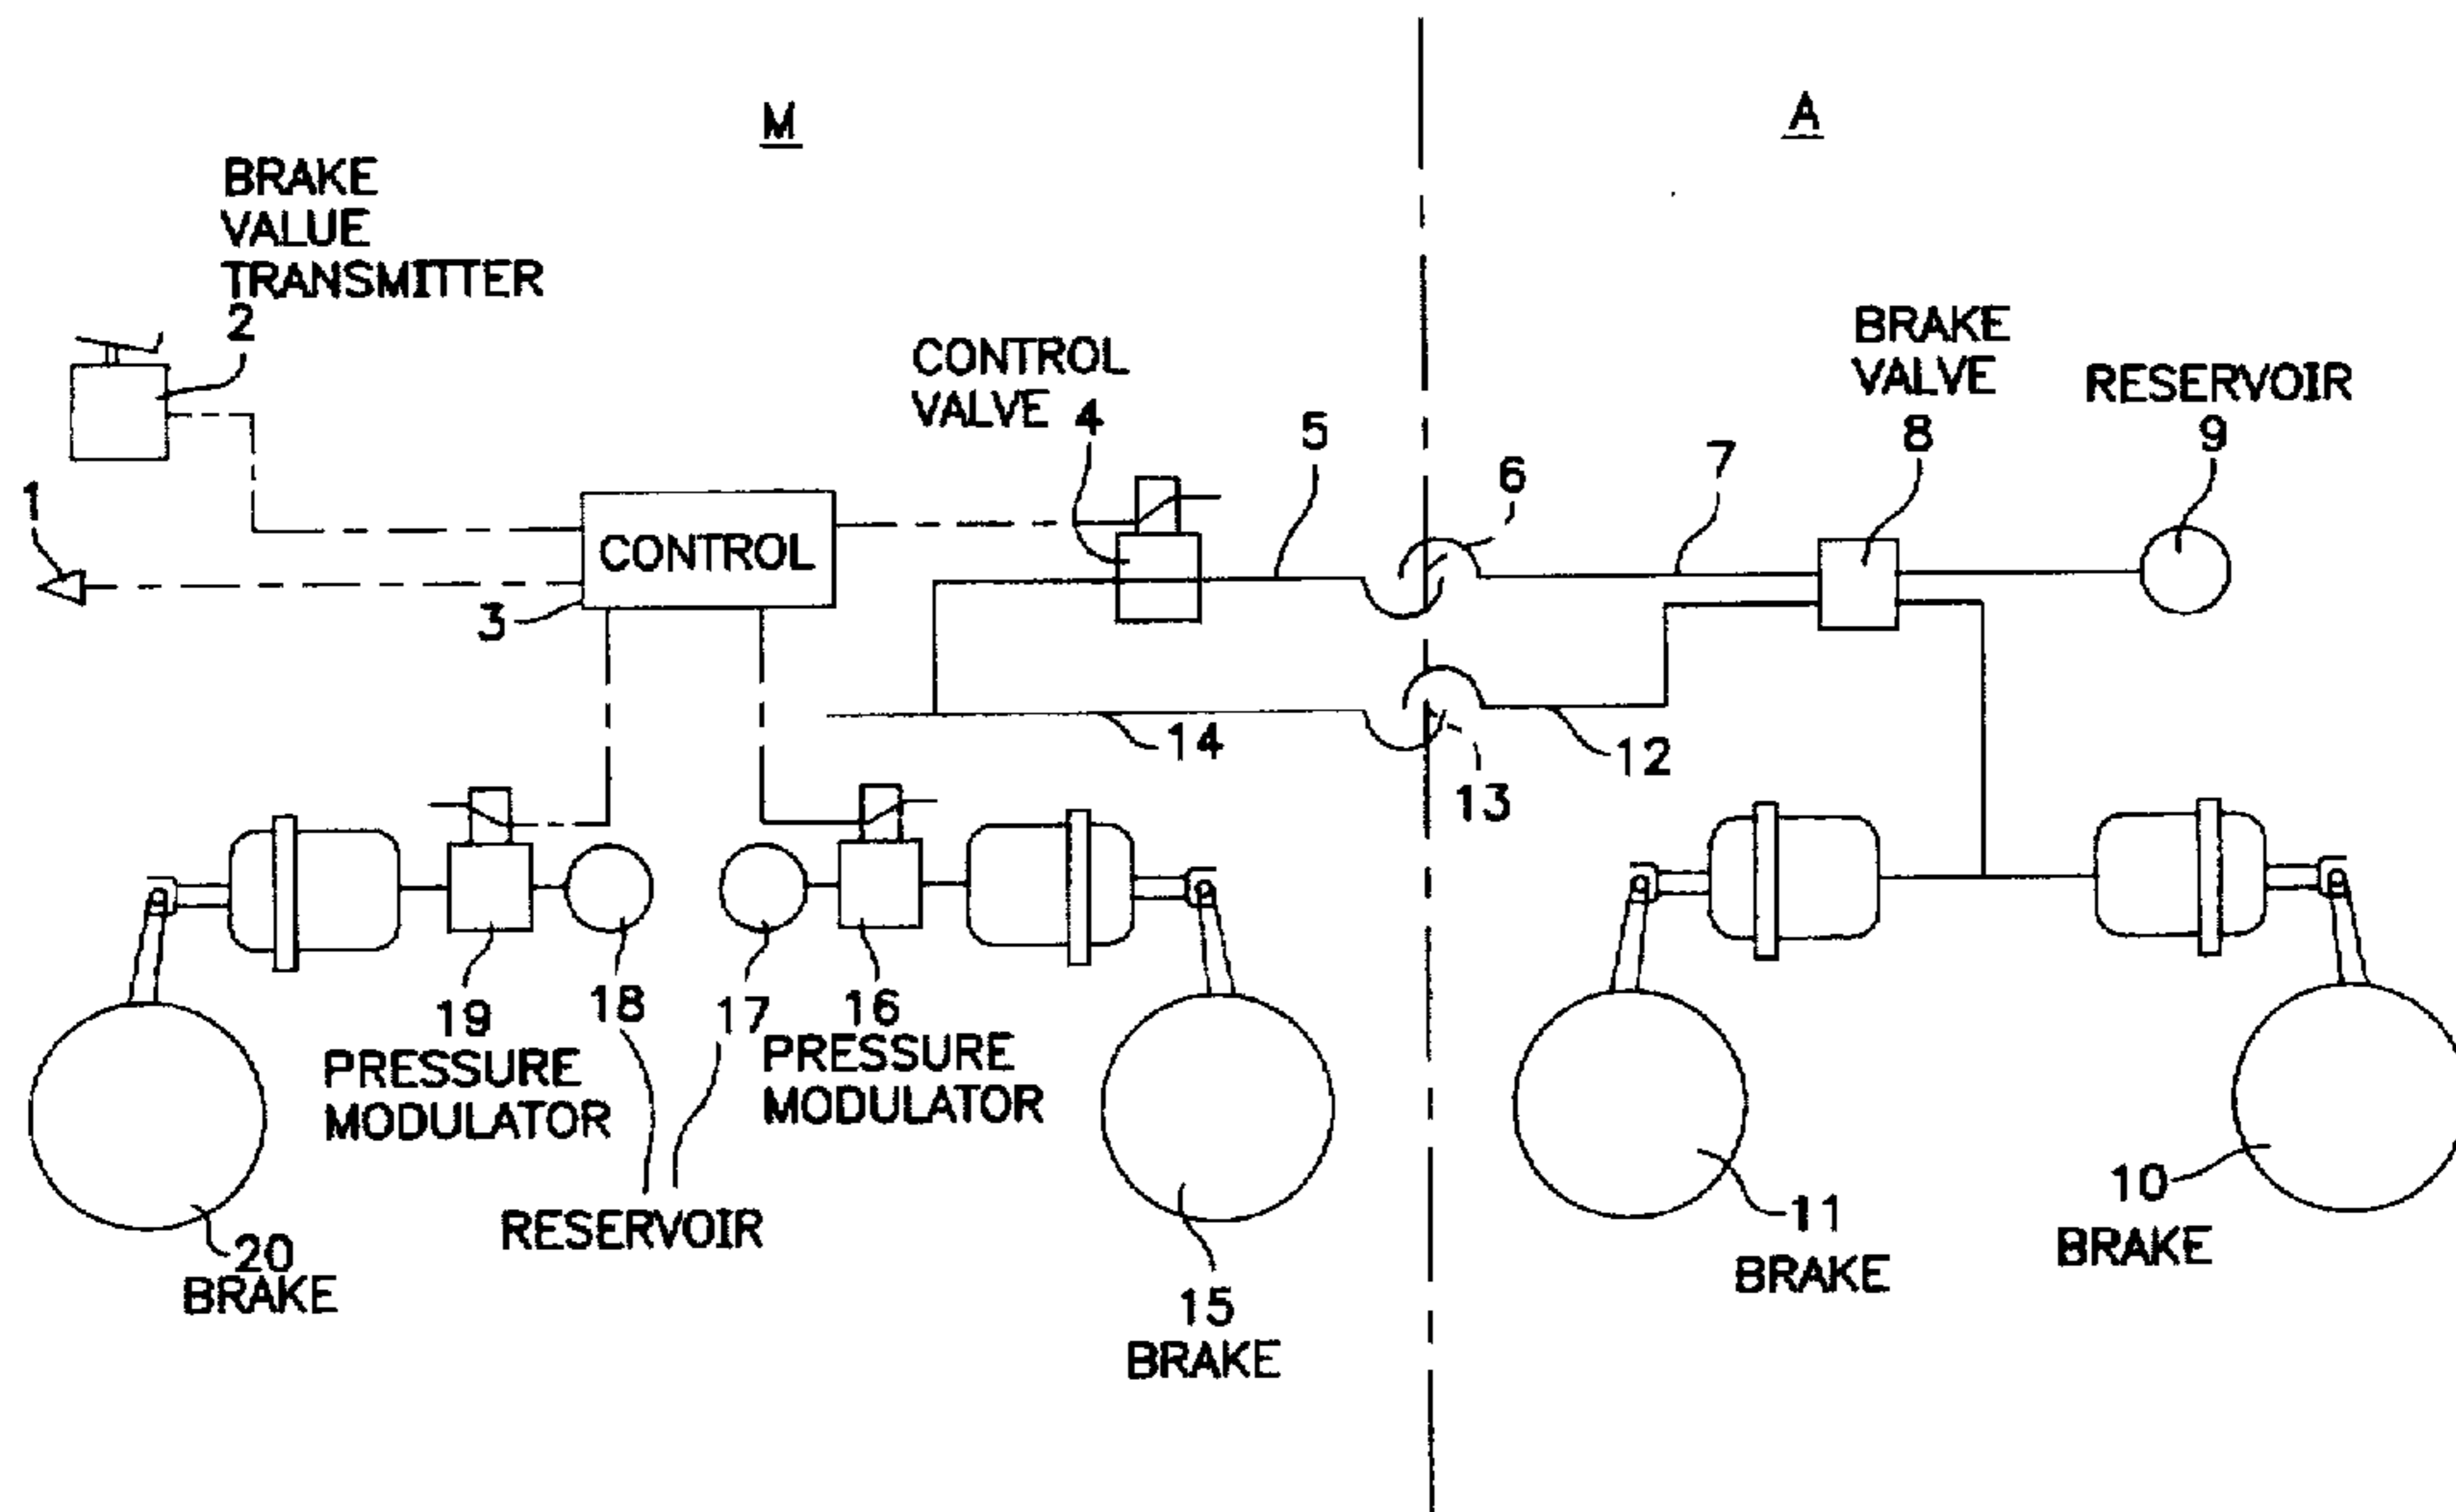 M
A
BRAKE
VALUE
TRANSMITTER
2
CONTROL
VALVE 4
5
6
7
BRAKE
VALVE
8
RESERVOIR
9
1
CONTROL
3
14
13
12
19
PRESSURE
MODULATOR
18
17
16
PRESSURE
MODULATOR
RESERVOIR
20
BRAKE
15
BRAKE
11
BRAKE
10
BRAKE